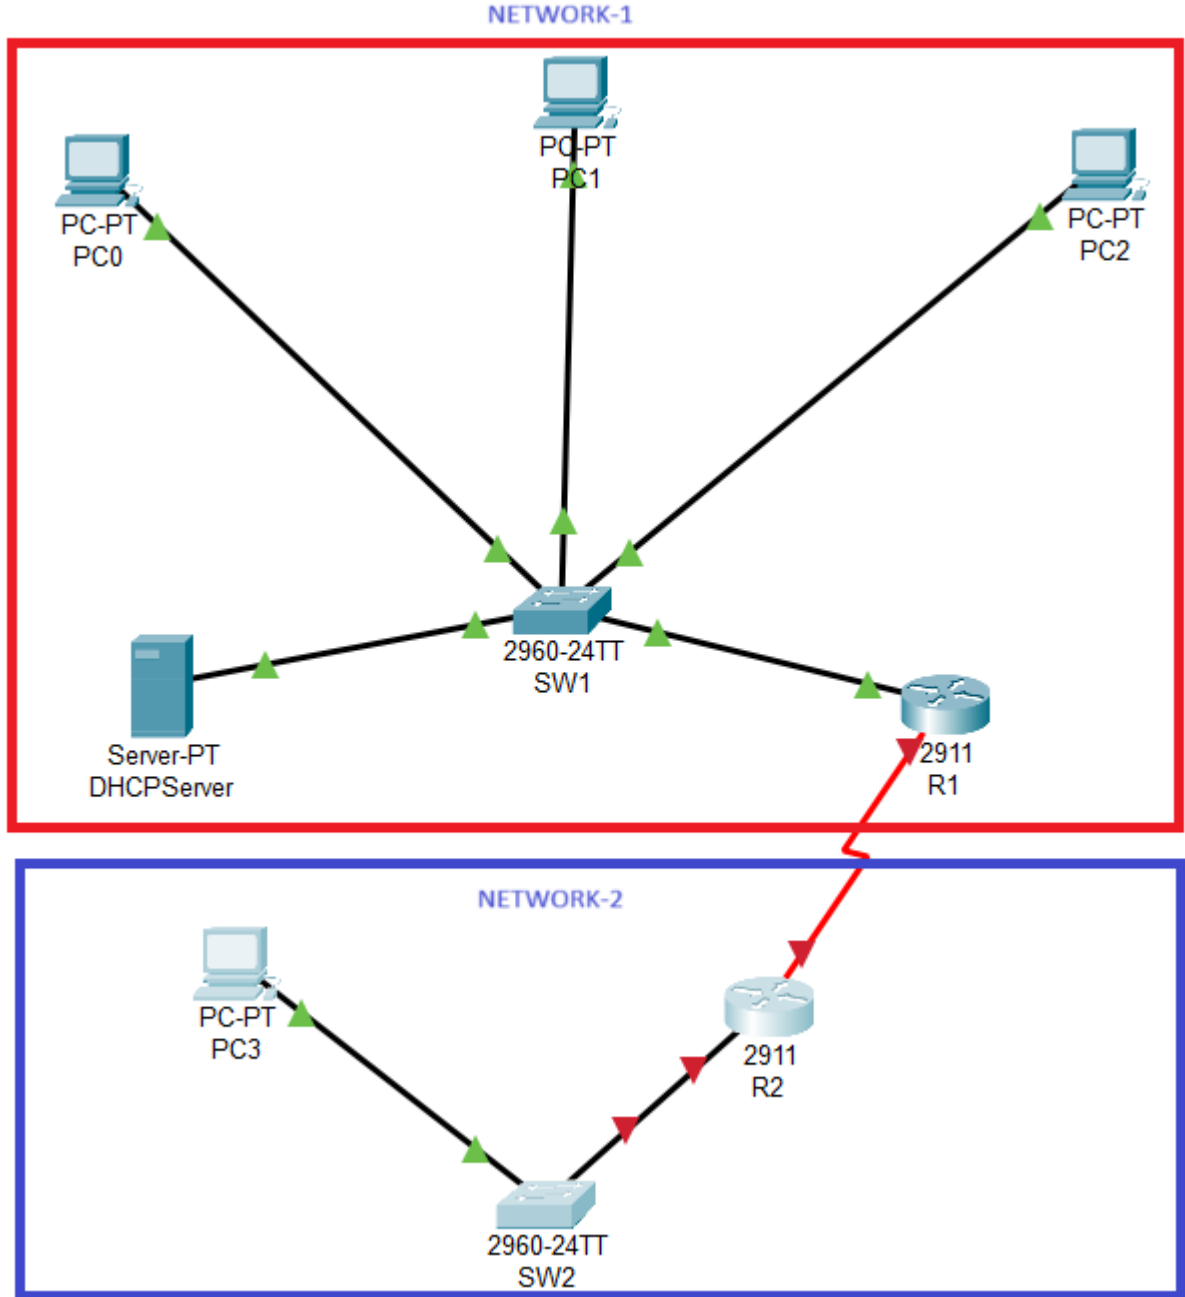 NETWORK-1
PC-PT
PC1
PC-PT
PC0
PC-PT
PC2
2960-24TT
SW1
Server-PT
DHCPServer
2911
R1
NETWORK-2
PC-PT
PC3
2911
R2
2960-24TT
SW2